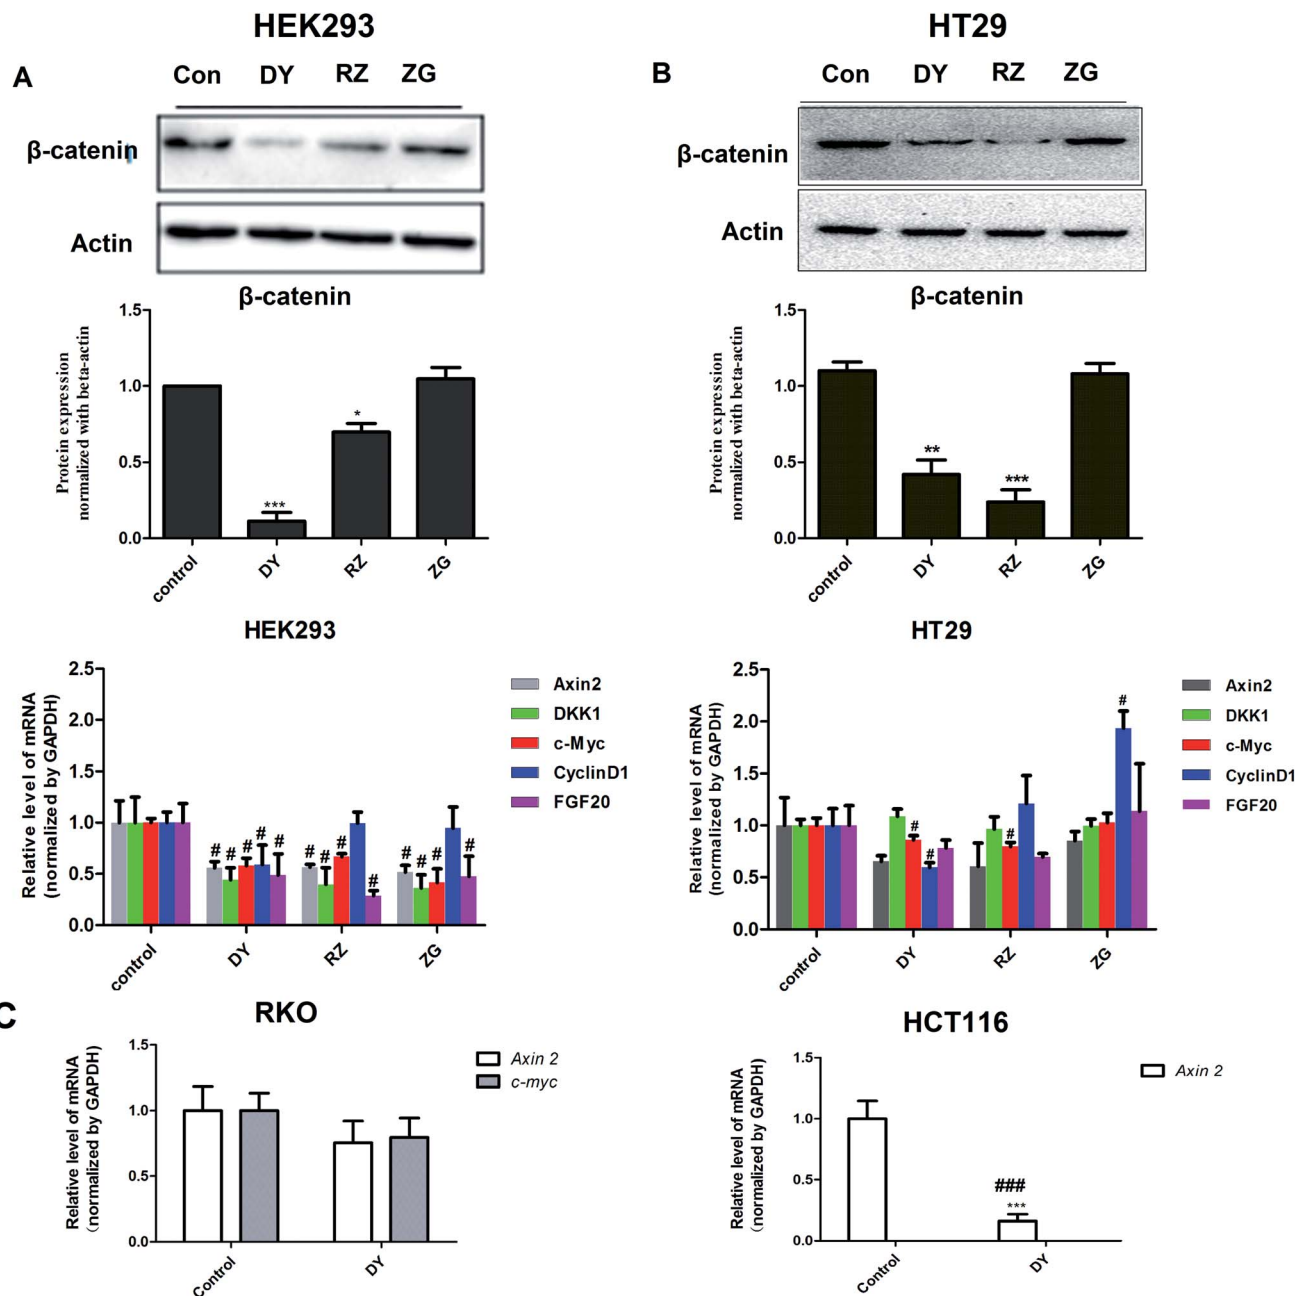 HEK293
HT29
A
Con DY RZ ZG
β-catenin
Actin
B
Con DY RZ ZG
β-catenin
Actin
β-catenin
Protein expression
normalized with beta-actin
1.5
1.0
0.5
0.0
*** *
control DY RZ ZG
β-catenin
Protein expression
normalized with beta-actin
1.5
1.0
0.5
0.0
** ***
control DY RZ ZG
HEK293
Relative level of mRNA
(normalized by GAPDH)
2.5
2.0
1.5
1.0
0.5
0.0
# # # # # # # # # # # # #
control DY RZ ZG
Axin2
DKK1
c-Myc
CyclinD1
FGF20
HT29
Relative level of mRNA
(normalized by GAPDH)
2.5
2.0
1.5
1.0
0.5
0.0
# # # #
control DY RZ ZG
Axin2
DKK1
c-Myc
CyclinD1
FGF20
C
RKO
Relative level of mRNA
(normalized by GAPDH)
1.5
1.0
0.5
0.0
Control DY
Axin 2
c-myc
HCT116
Relative level of mRNA
(normalized by GAPDH)
1.5
1.0
0.5
0.0
###
***
Control DY
Axin 2